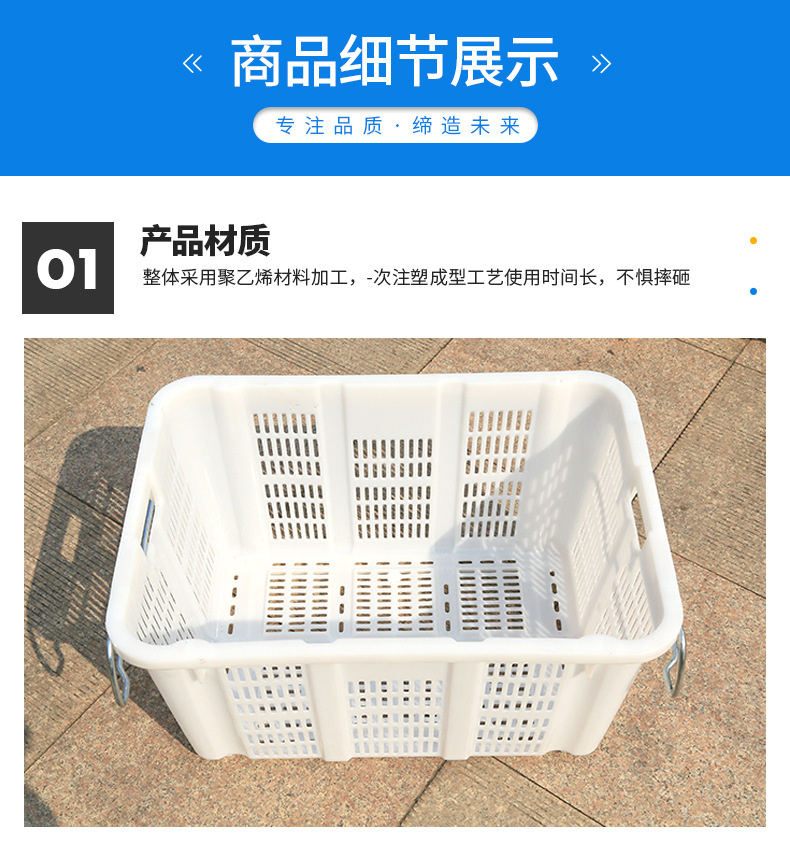 « 商品细节展示 »
专注品质·缔造未来
01
产品材质
整体采用聚乙烯材料加工，-次注塑成型工艺使用时间长，不惧摔砸